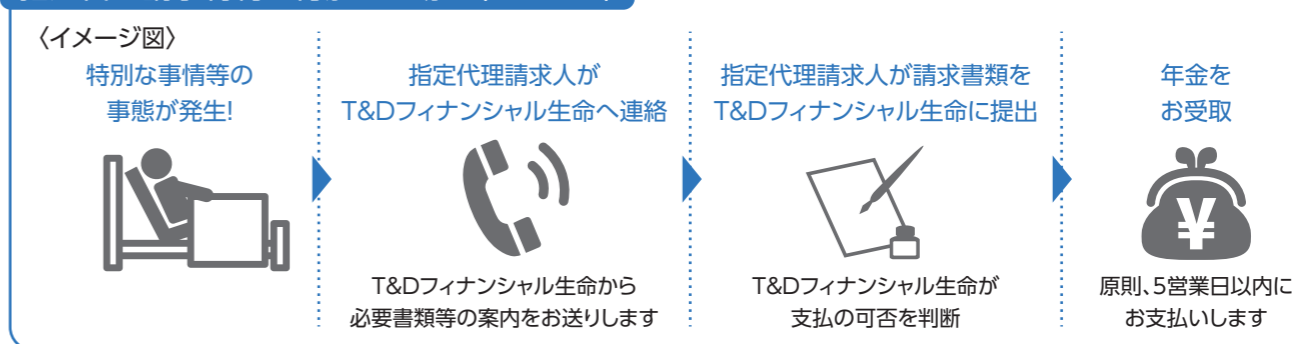 〈イメージ図〉
特別な事情等の
事態が発生!
指定代理請求人が
T&Dフィナンシャル生命へ連絡
T&Dフィナンシャル生命から
必要書類等の案内をお送りします
指定代理請求人が請求書類を
T&Dフィナンシャル生命に提出
T&Dフィナンシャル生命が
支払の可否を判断
年金を
お受取
¥
原則、5営業日以内に
お支払いします